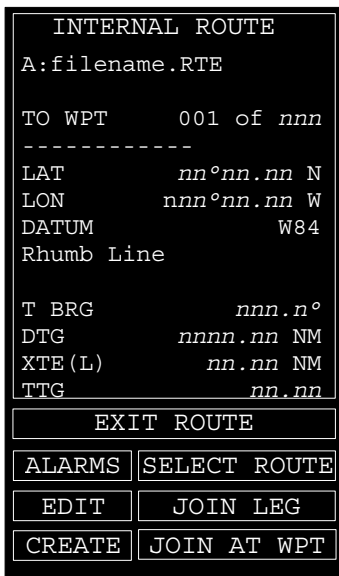 INTERNAL ROUTE
A:filename.RTE
TO WPT 001 of nnn
------------
LAT nn°nn.nn N
LON nnn°nn.nn W
DATUM W84
Rhumb Line
T BRG nnn.n°
DTG nnnn.nn NM
XTE(L) nn.nn NM
TTG nn.nn
EXIT ROUTE
ALARMS SELECT ROUTE
EDIT JOIN LEG
CREATE JOIN AT WPT